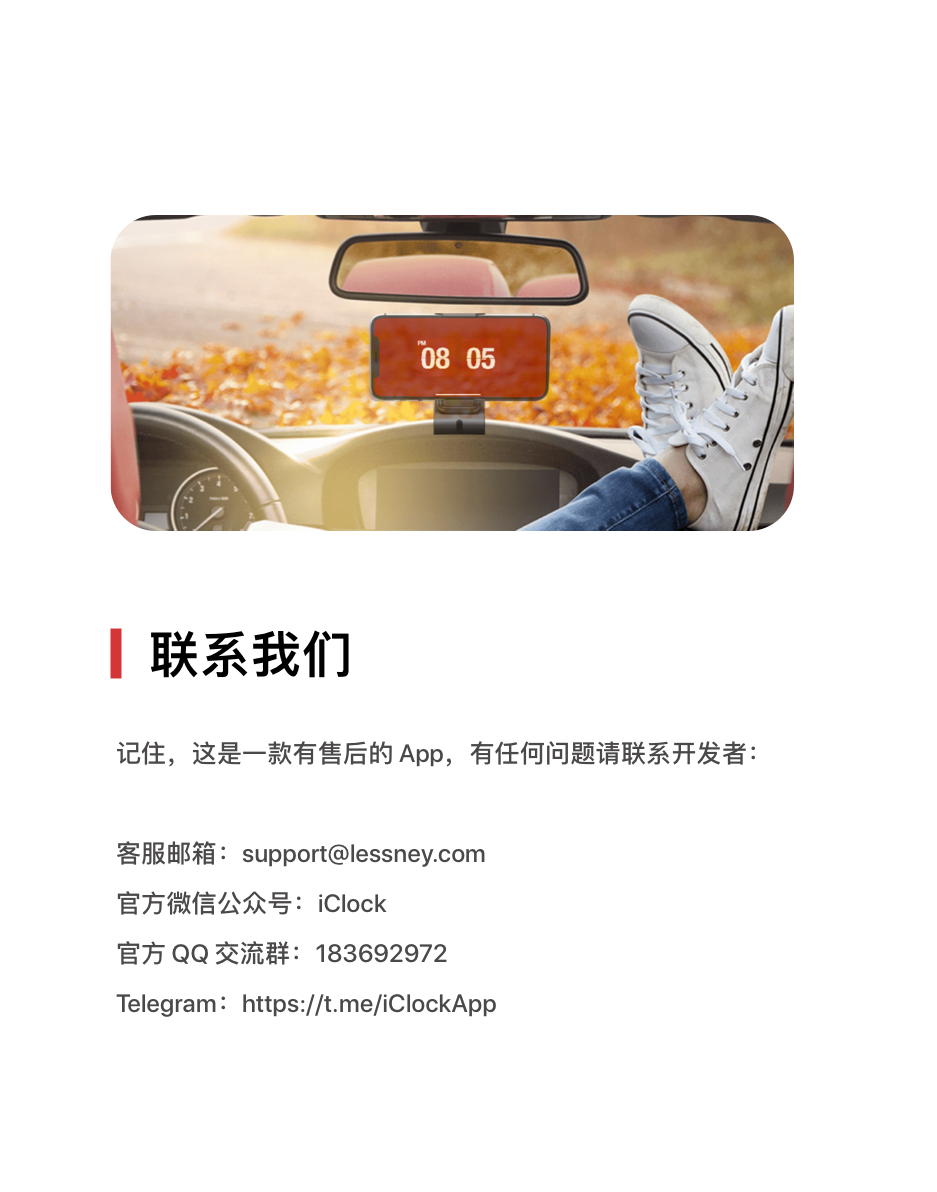 PM
08 05
联系我们
记住，这是一款有售后的 App，有任何问题请联系开发者：
客服邮箱：support@lessney.com
官方微信公众号：iClock
官方 QQ 交流群：183692972
Telegram：https://t.me/iClockApp